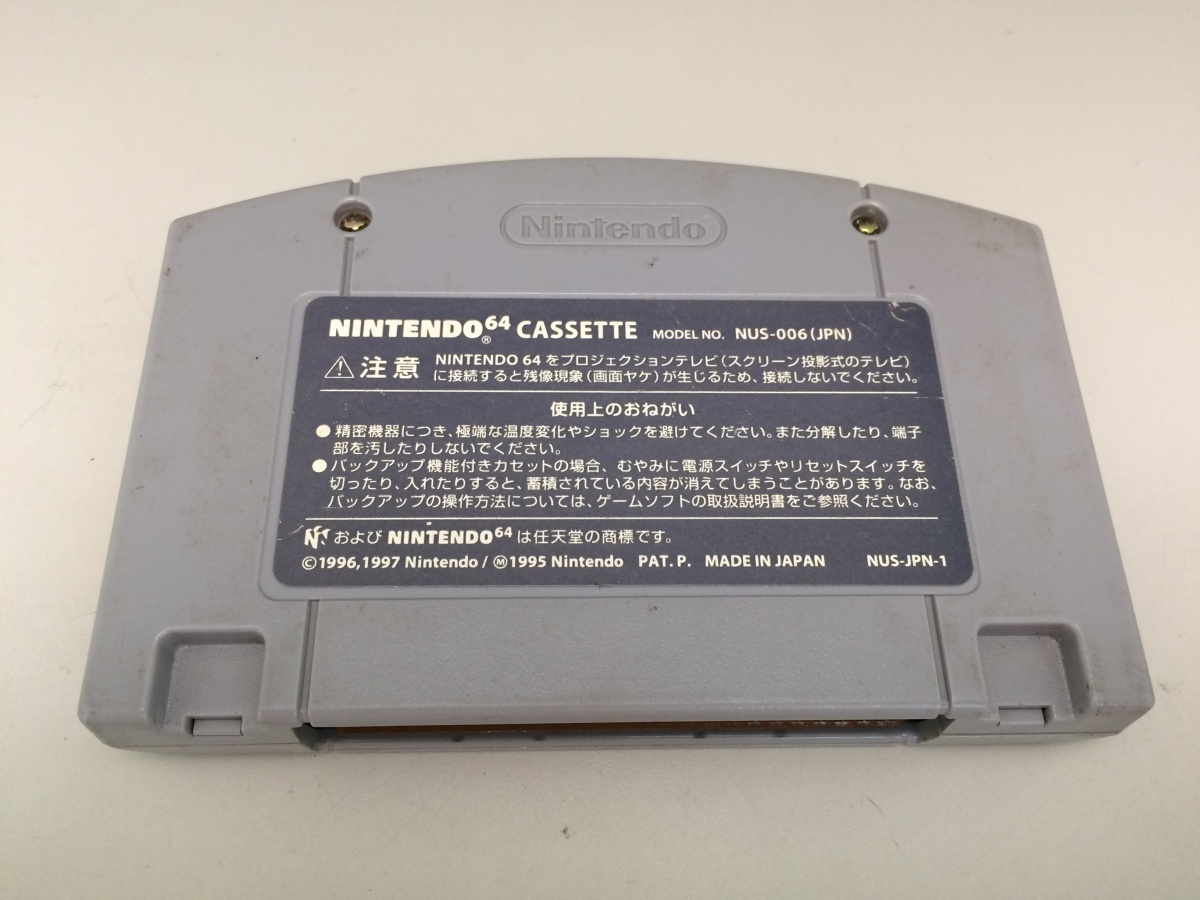 Nintendo
NINTENDO64® CASSETTE MODEL NO. NUS-006(JPN)
⚠注意 NINTENDO 64をプロジェクションテレビ(スクリーン投影式のテレビ)
に接続すると残像現象(画面ヤケ)が生じるため、接続しないでください。
使用上のおねがい
●精密機器につき、極端な温度変化やショックを避けてください。また分解したり、端子
部を汚したりしないでください。
●バックアップ機能付きカセットの場合、むやみに電源スイッチやリセットスイッチを
切ったり、入れたりすると、蓄積されている内容が消えてしまうことがあります。なお、
バックアップの操作方法については、ゲームソフトの取扱説明書をご参照ください。
および NINTENDO64 は任天堂の商標です。
©1996,1997 Nintendo/Ⓜ1995 Nintendo PAT.P. MADE IN JAPAN NUS-JPN-1